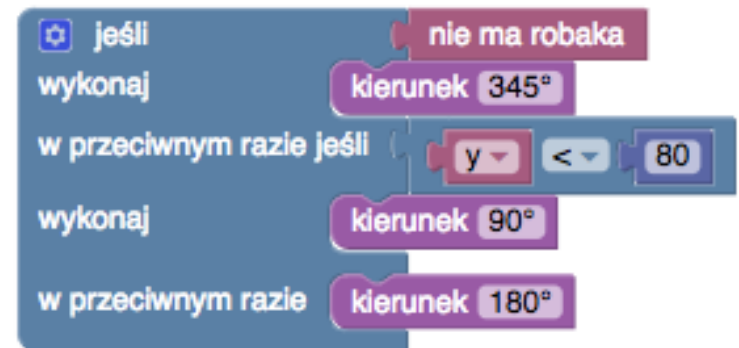 jeśli nie ma robaka
wykonaj kierunek 345°
w przeciwnym razie jeśli y < 80
wykonaj kierunek 90°
w przeciwnym razie kierunek 180°